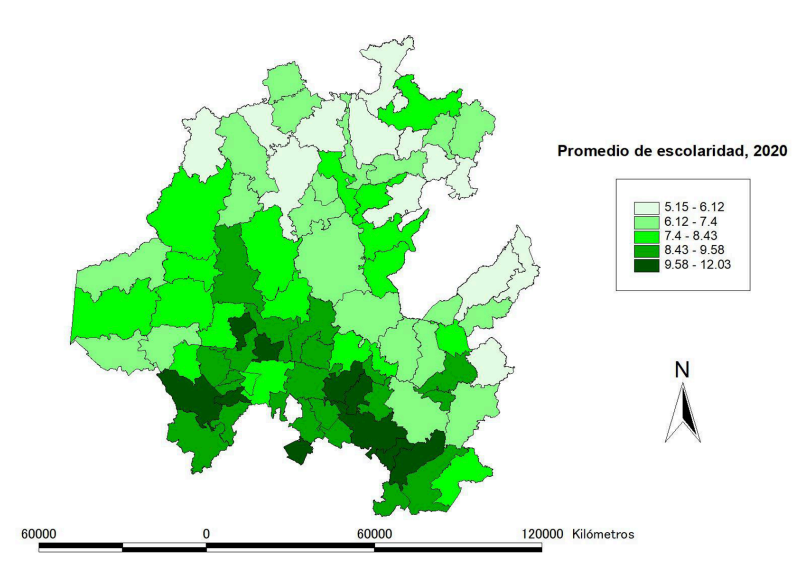 Promedio de escolaridad, 2020
5.15 - 6.12
6.12 - 7.4
7.4 - 8.43
8.43 - 9.58
9.58 - 12.03
N
60000 0 60000 120000 Kilómetros